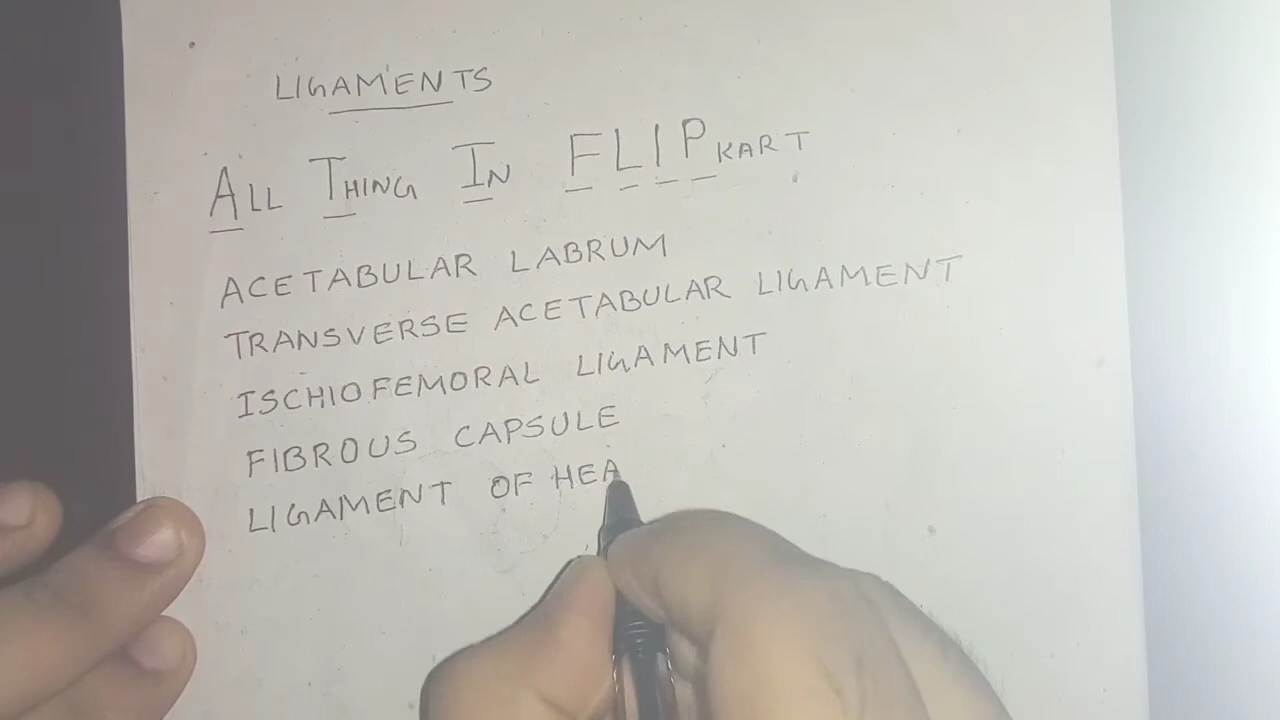 LIGAMENTS
ALL THING IN FLIPKART
ACETABULAR LABRUM
TRANSVERSE ACETABULAR LIGAMENT
ISCHIOFEMORAL LIGAMENT
FIBROUS CAPSULE
LIGAMENT OF HEA